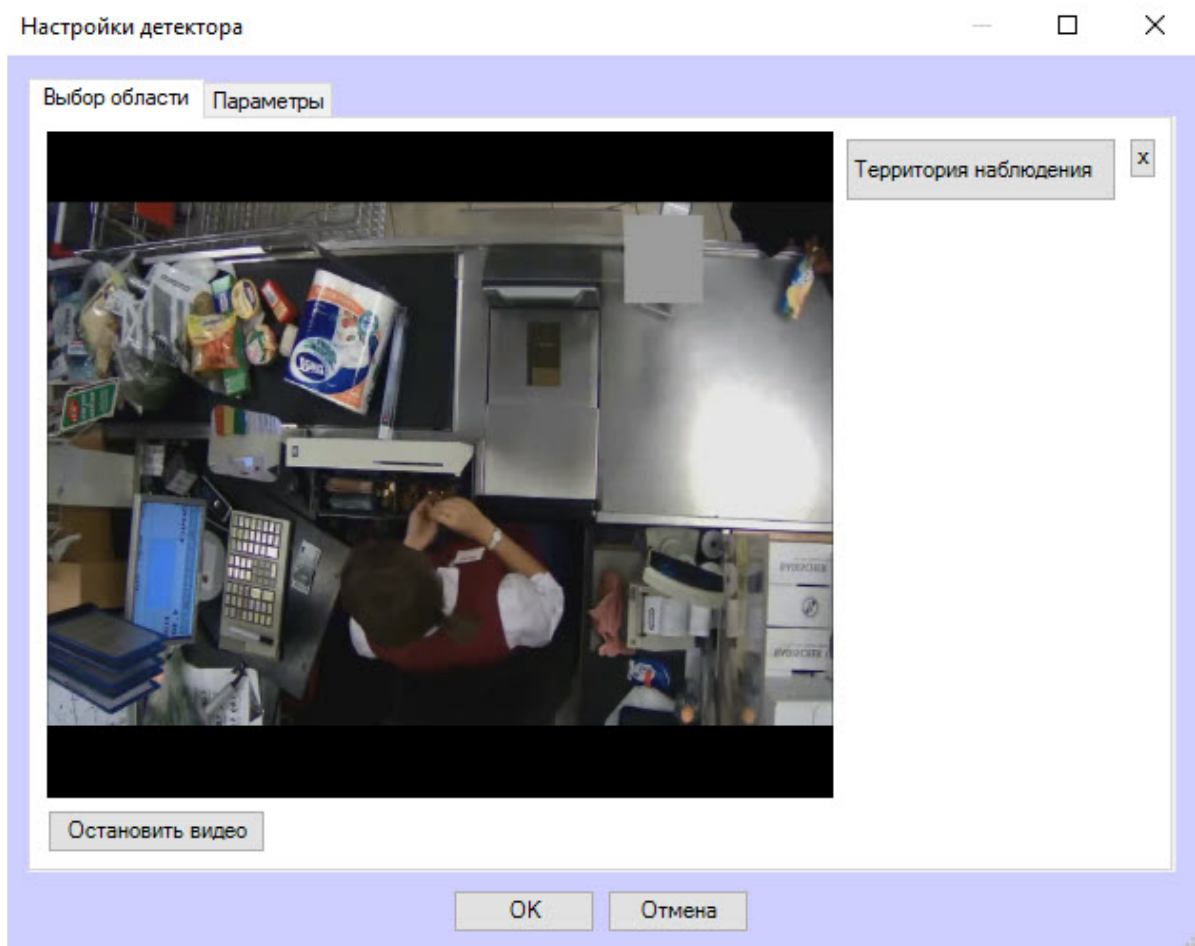 Настройки детектора
Выбор области
Параметры
Территория наблюдения
x
Остановить видео
OK
Отмена